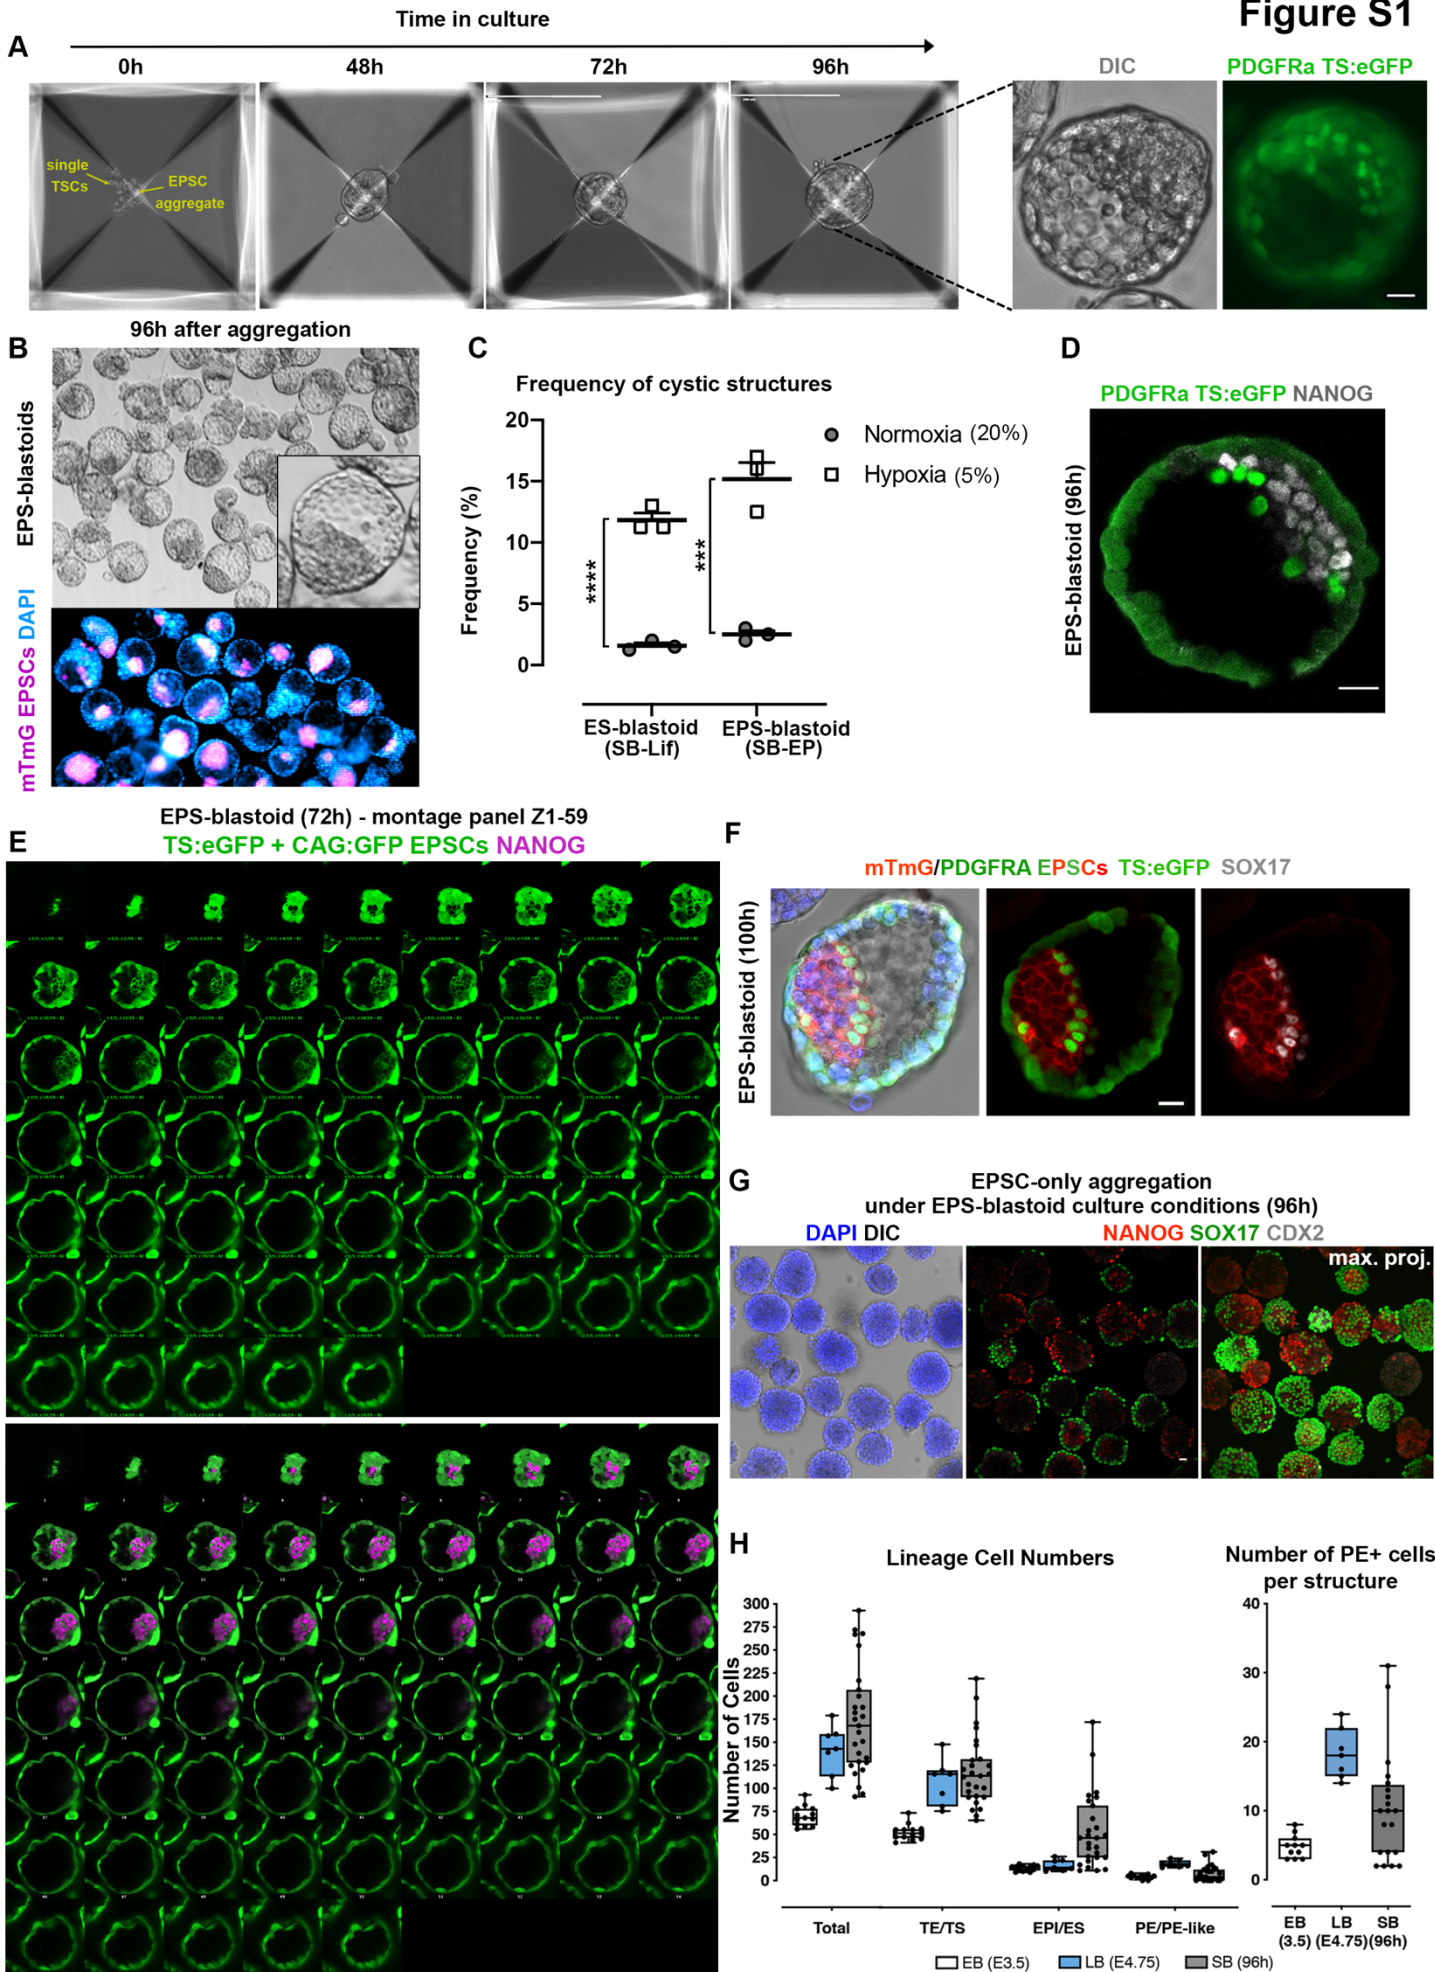 Figure S1
Time in culture
A
0h
48h
72h
96h
DIC
PDGFRa TS:eGFP
single
TSCs
EPSC
aggregate
96h after aggregation
B
EPS-blastoids
mTmG EPSCs DAPI
C
Frequency of cystic structures
Normoxia (20%)
Hypoxia (5%)
Frequency (%)
20
15
10
5
0
****
***
ES-blastoid
(SB-Lif)
EPS-blastoid
(SB-EP)
D
PDGFRa TS:eGFP NANOG
EPS-blastoid (96h)
EPS-blastoid (72h) - montage panel Z1-59
E
TS:eGFP + CAG:GFP EPSCs NANOG
F
mTmG/PDGFRA EPSCs TS:eGFP SOX17
EPS-blastoid (100h)
G
EPSC-only aggregation
under EPS-blastoid culture conditions (96h)
DAPI DIC
NANOG SOX17 CDX2
max. proj.
H
Lineage Cell Numbers
Number of Cells
300
275
250
225
200
175
150
125
100
75
50
25
0
Total
TE/TS
EPI/ES
PE/PE-like
EB (E3.5)
LB (E4.75)
SB (96h)
Number of PE+ cells
per structure
40
30
20
10
0
EB
(3.5)
LB
(E4.75)
SB
(96h)